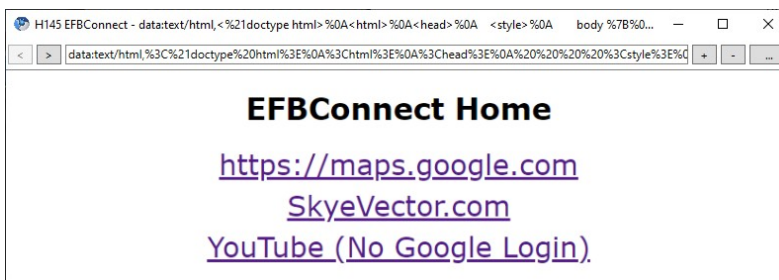 H145 EFBConnect - data:text/html,<%21doctype html>%0A<html>%0A<head>%0A <style>%0A body %7B%0...
< > data:text/html,%3C%21doctype%20html%3E%0A%3Chtml%3E%0A%3Chead%3E%0A%20%20%20%20%3Cstyle%3E%0 + - ...
EFBConnect Home
https://maps.google.com
SkyeVector.com
YouTube (No Google Login)